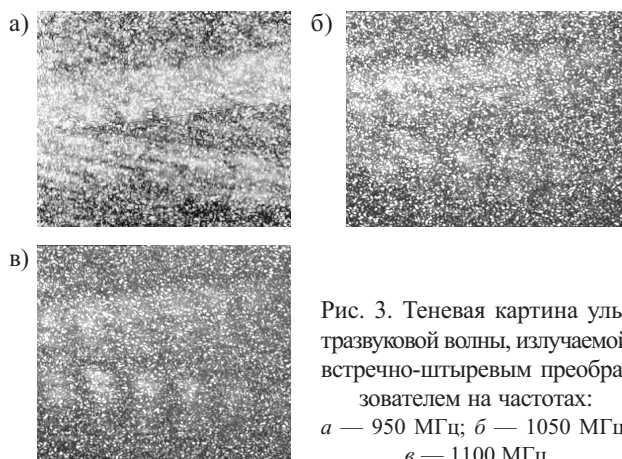 а)
б)
в)
Рис. 3. Теневая картина уль-
тразвуковой волны, излучаемой
встречно-штыревым преобра-
зователем на частотах:
а — 950 МГц; б — 1050 МГц
в — 1100 МГц